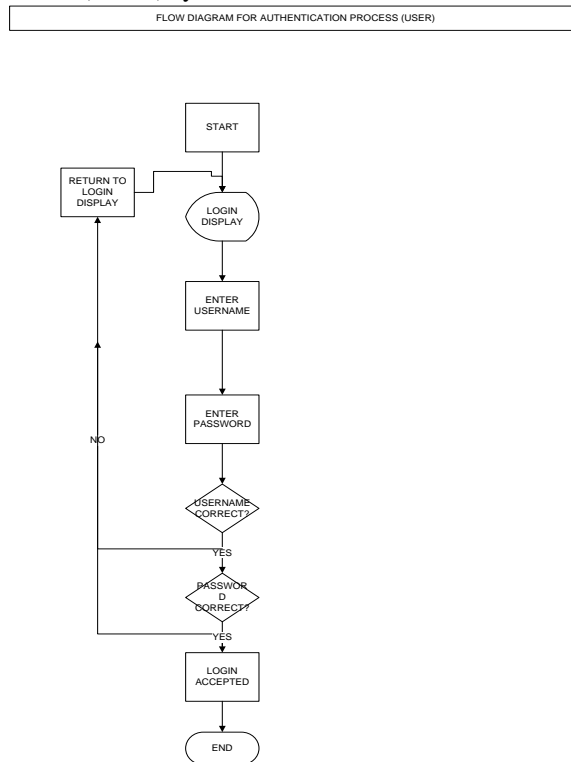 FLOW DIAGRAM FOR AUTHENTICATION PROCESS (USER)
START
RETURN TO
LOGIN
DISPLAY
LOGIN
DISPLAY
ENTER
USERNAME
ENTER
PASSWORD
NO
USERNAME
CORRECT?
YES
PASSWOR
D
CORRECT?
YES
LOGIN
ACCEPTED
END